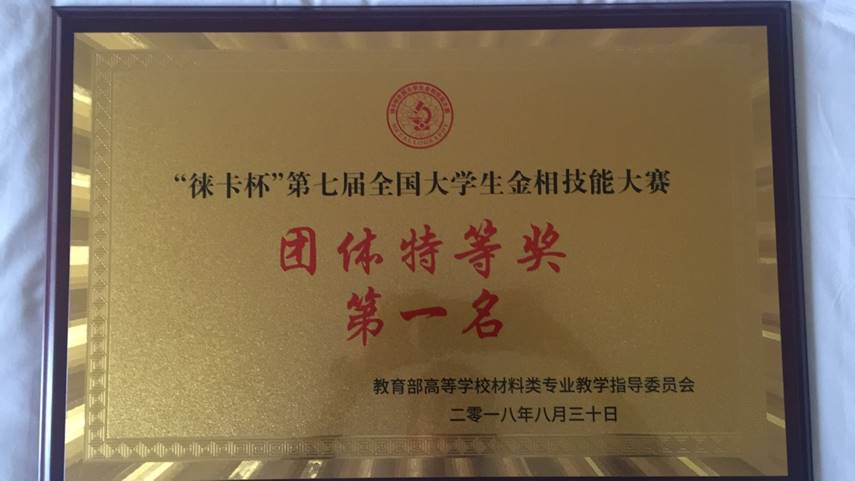 “徕卡杯”第七届全国大学生金相技能大赛
团体特等奖
第一名
教育部高等学校材料类专业教学指导委员会
二零一八年八月三十日